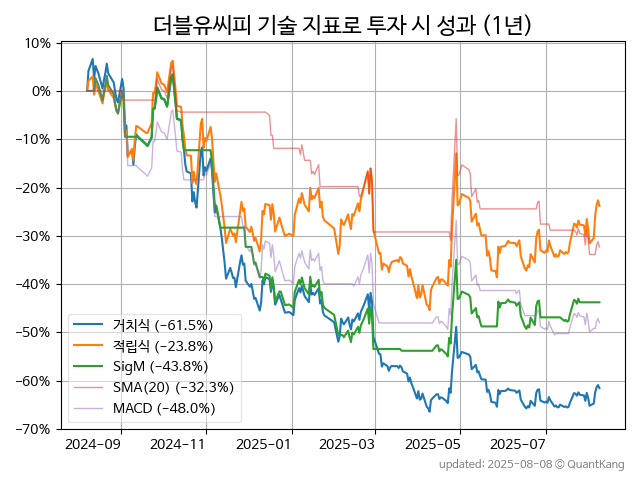 더블유씨피 기술 지표로 투자 시 성과 (1년)
10%
0%
−10%
−20%
−30%
−40%
−50%
−60%
−70%
거치식 (−61.5%)
적립식 (−23.8%)
SigM (−43.8%)
SMA(20) (−32.3%)
MACD (−48.0%)
2024-09 2024-11 2025-01 2025-03 2025-05 2025-07
updated: 2025-08-08 © QuantKang